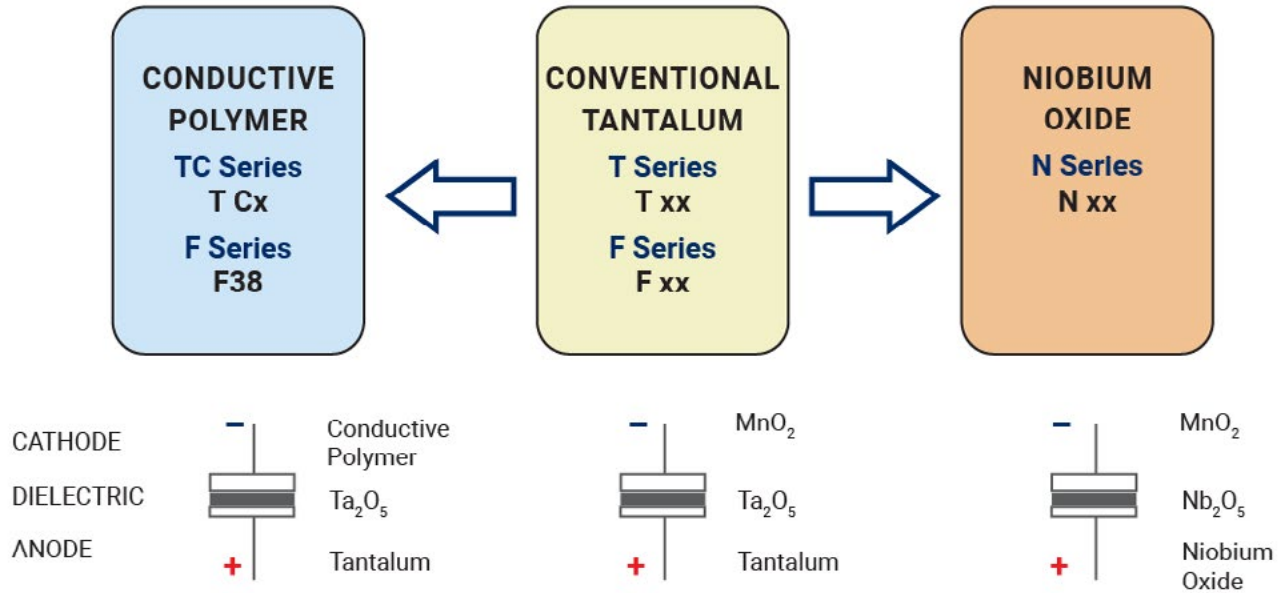 CONDUCTIVE
POLYMER
TC Series
T Cx
F Series
F38
CONVENTIONAL
TANTALUM
T Series
T xx
F Series
F xx
NIOBIUM
OXIDE
N Series
N xx
CATHODE
DIELECTRIC
ANODE
−
Conductive
Polymer
Ta₂O₅
+
Tantalum
−
MnO₂
Ta₂O₅
+
Tantalum
−
MnO₂
Nb₂O₅
+
Niobium
Oxide